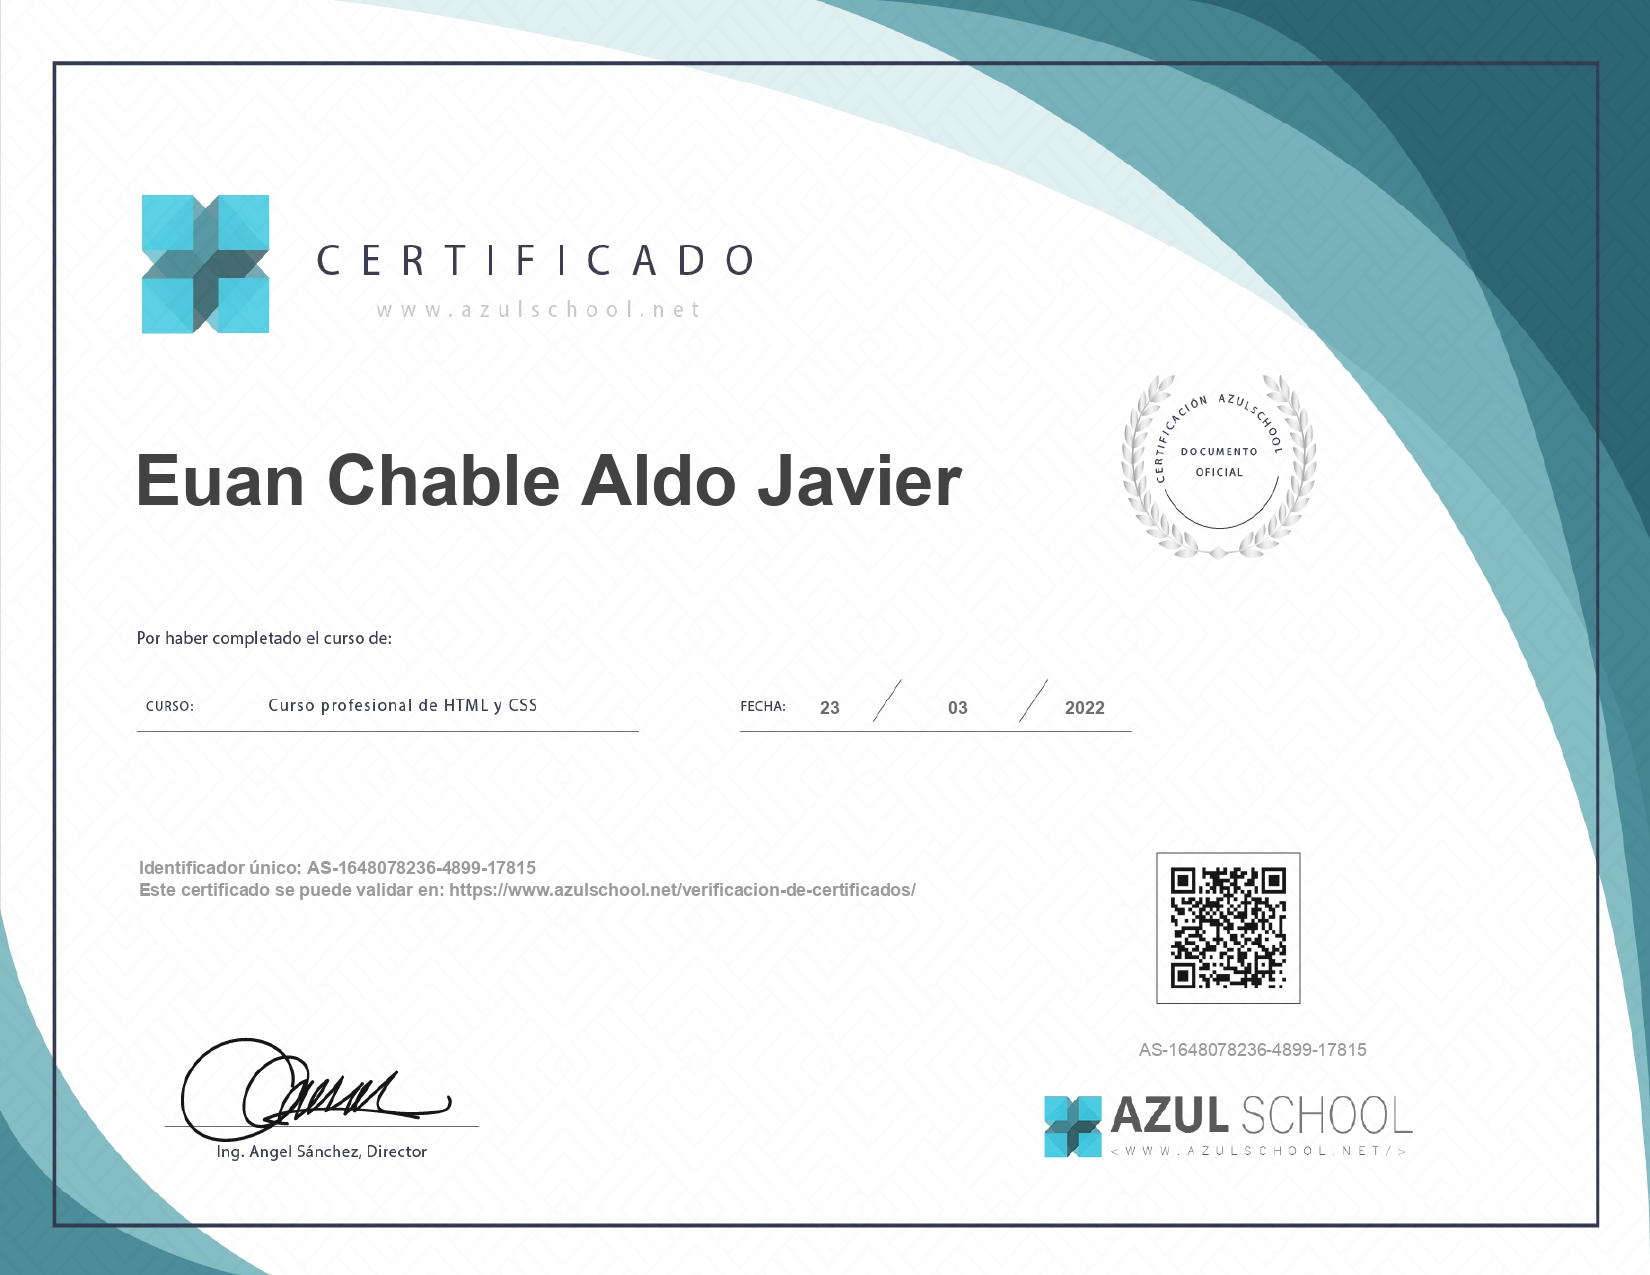 CERTIFICADO
www.azulschool.net
CERTIFICACIÓN AZULSCHOOL
DOCUMENTO
OFICIAL
Euan Chable Aldo Javier
Por haber completado el curso de:
CURSO: Curso profesional de HTML y CSS
FECHA: 23 / 03 / 2022
Identificador único: AS-1648078236-4899-17815
Este certificado se puede validar en: https://www.azulschool.net/verificacion-de-certificados/
AS-1648078236-4899-17815
Ing. Angel Sánchez, Director
AZUL SCHOOL
<WWW.AZULSCHOOL.NET/>